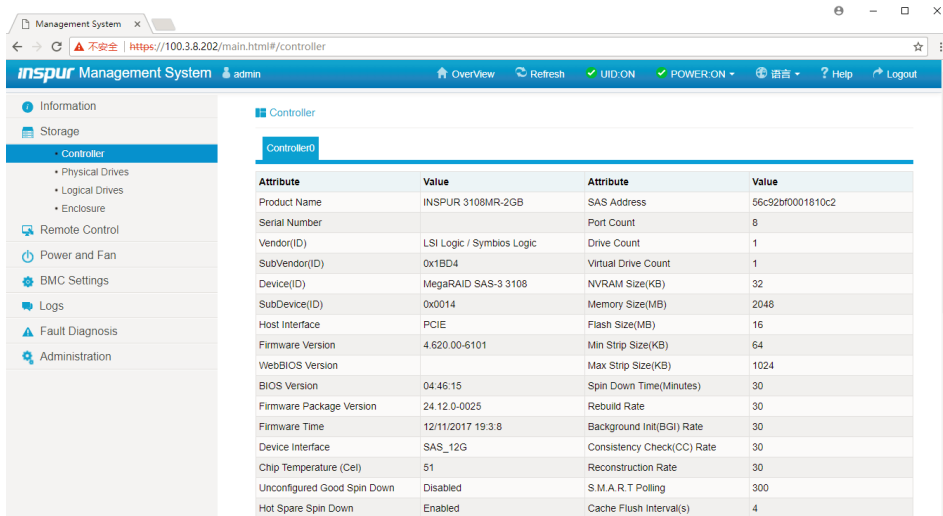 Management System
不安全 | https://100.3.8.202/main.html#/controller
inspur Management System admin OverView Refresh UID:ON POWER:ON 语言 Help Logout
Information
Storage
Controller
Physical Drives
Logical Drives
Enclosure
Remote Control
Power and Fan
BMC Settings
Logs
Fault Diagnosis
Administration
Controller
Controller0
Attribute Value Attribute Value
Product Name INSPUR 3108MR-2GB SAS Address 56c92bf0001810c2
Serial Number Port Count 8
Vendor(ID) LSI Logic / Symbios Logic Drive Count 1
SubVendor(ID) 0x1BD4 Virtual Drive Count 1
Device(ID) MegaRAID SAS-3 3108 NVRAM Size(KB) 32
SubDevice(ID) 0x0014 Memory Size(MB) 2048
Host Interface PCIE Flash Size(MB) 16
Firmware Version 4.620.00-6101 Min Strip Size(KB) 64
WebBIOS Version Max Strip Size(KB) 1024
BIOS Version 04:46:15 Spin Down Time(Minutes) 30
Firmware Package Version 24.12.0-0025 Rebuild Rate 30
Firmware Time 12/11/2017 19:3:8 Background Init(BGI) Rate 30
Device Interface SAS_12G Consistency Check(CC) Rate 30
Chip Temperature (Cel) 51 Reconstruction Rate 30
Unconfigured Good Spin Down Disabled S.M.A.R.T Polling 300
Hot Spare Spin Down Enabled Cache Flush Interval(s) 4